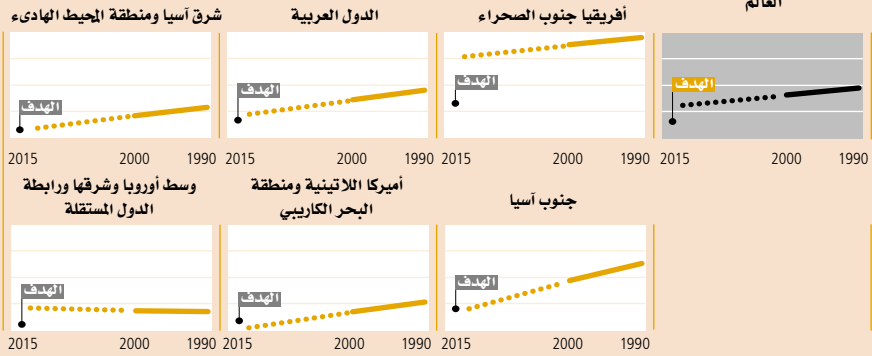 العالم
أفريقيا جنوب الصحراء
الدول العربية
شرق آسيا ومنطقة المحيط الهادىء
الهدف
الهدف
الهدف
الهدف
1990 2000 2015
1990 2000 2015
1990 2000 2015
1990 2000 2015
جنوب آسيا
أميركا اللاتينية ومنطقة
البحر الكاريبي
وسط أوروبا وشرقها ورابطة
الدول المستقلة
الهدف
الهدف
الهدف
1990 2000 2015
1990 2000 2015
1990 2000 2015